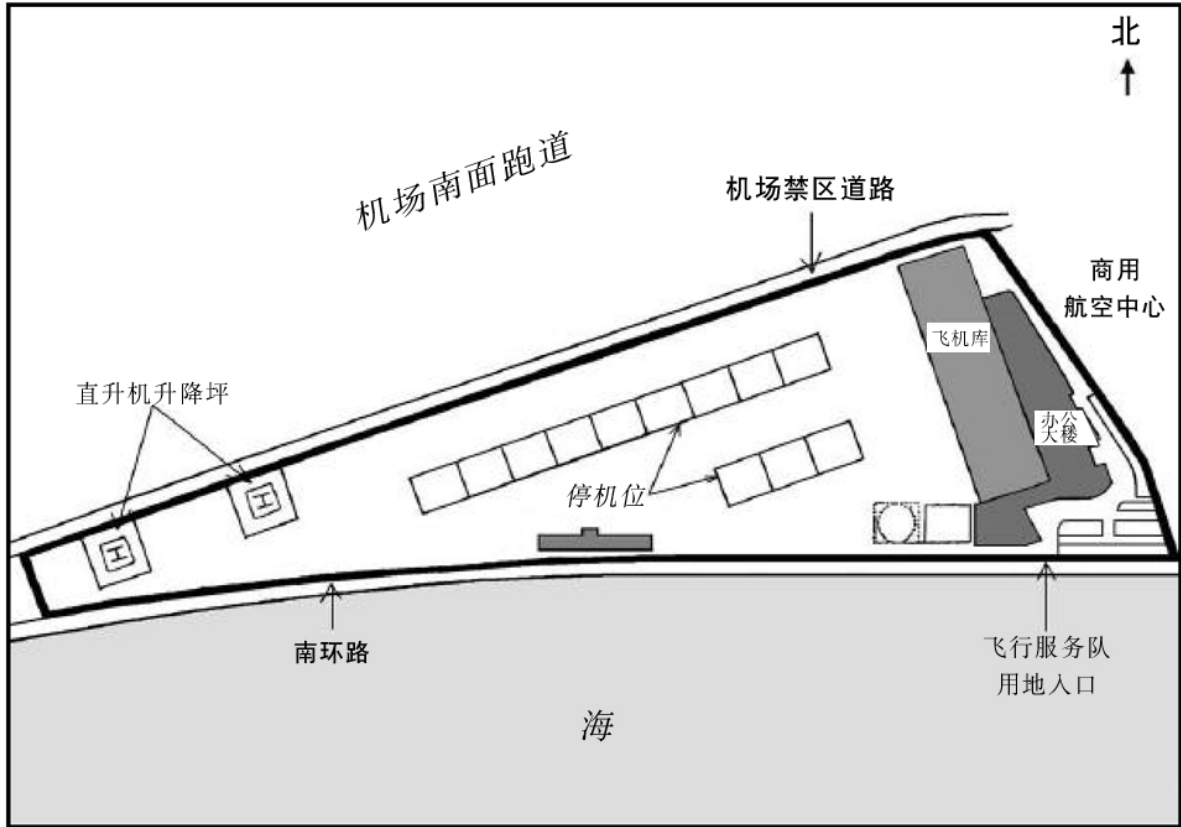 北
机场南面跑道
机场禁区道路
商用
航空中心
飞机库
直升机升降坪
办公
大楼
停机位
H
H
南环路
飞行服务队
用地入口
海